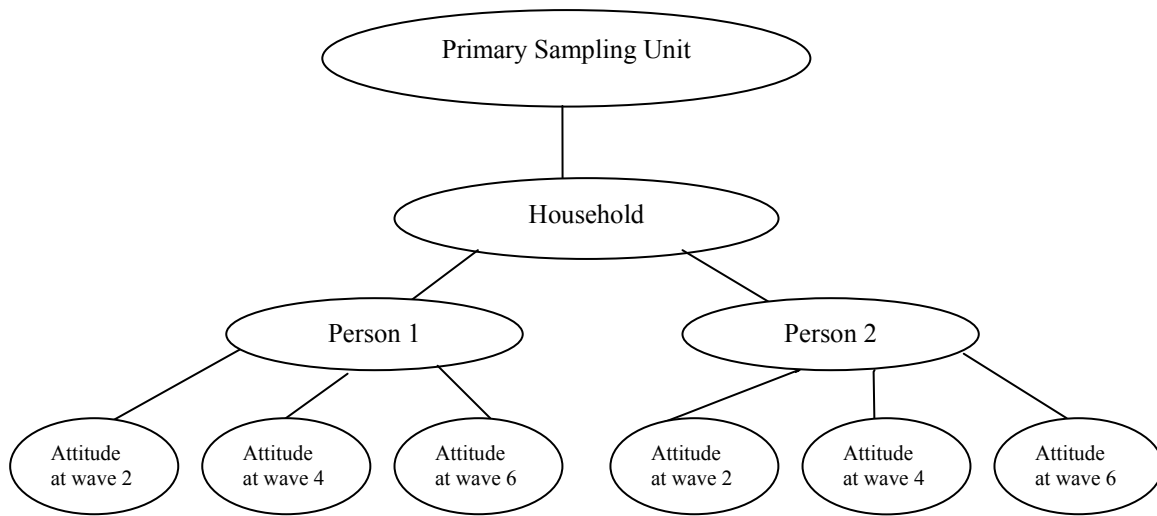 Primary Sampling Unit
Household
Person 1
Person 2
Attitude
at wave 2
Attitude
at wave 4
Attitude
at wave 6
Attitude
at wave 2
Attitude
at wave 4
Attitude
at wave 6